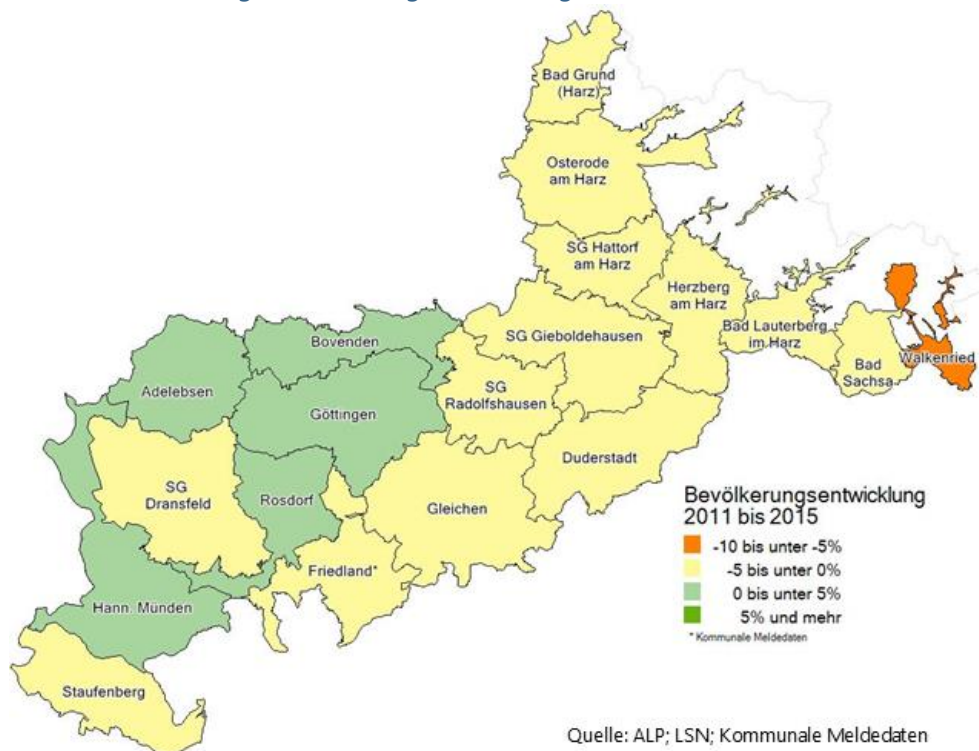 Bad Grund
(Harz)
Osterode
am Harz
SG Hattorf
am Harz
Herzberg
am Harz
SG Gieboldehausen
Bad Lauterberg
im Harz
Walkenried
Bad
Sachsa
Bovenden
Adelebsen
SG
Radolfshausen
Göttingen
Duderstadt
SG
Dransfeld
Rosdorf
Gleichen
Friedland*
Hann. Münden
Staufenberg
Bevölkerungsentwicklung
2011 bis 2015
-10 bis unter -5%
-5 bis unter 0%
0 bis unter 5%
5% und mehr
* Kommunale Meldedaten
Quelle: ALP; LSN; Kommunale Meldedaten